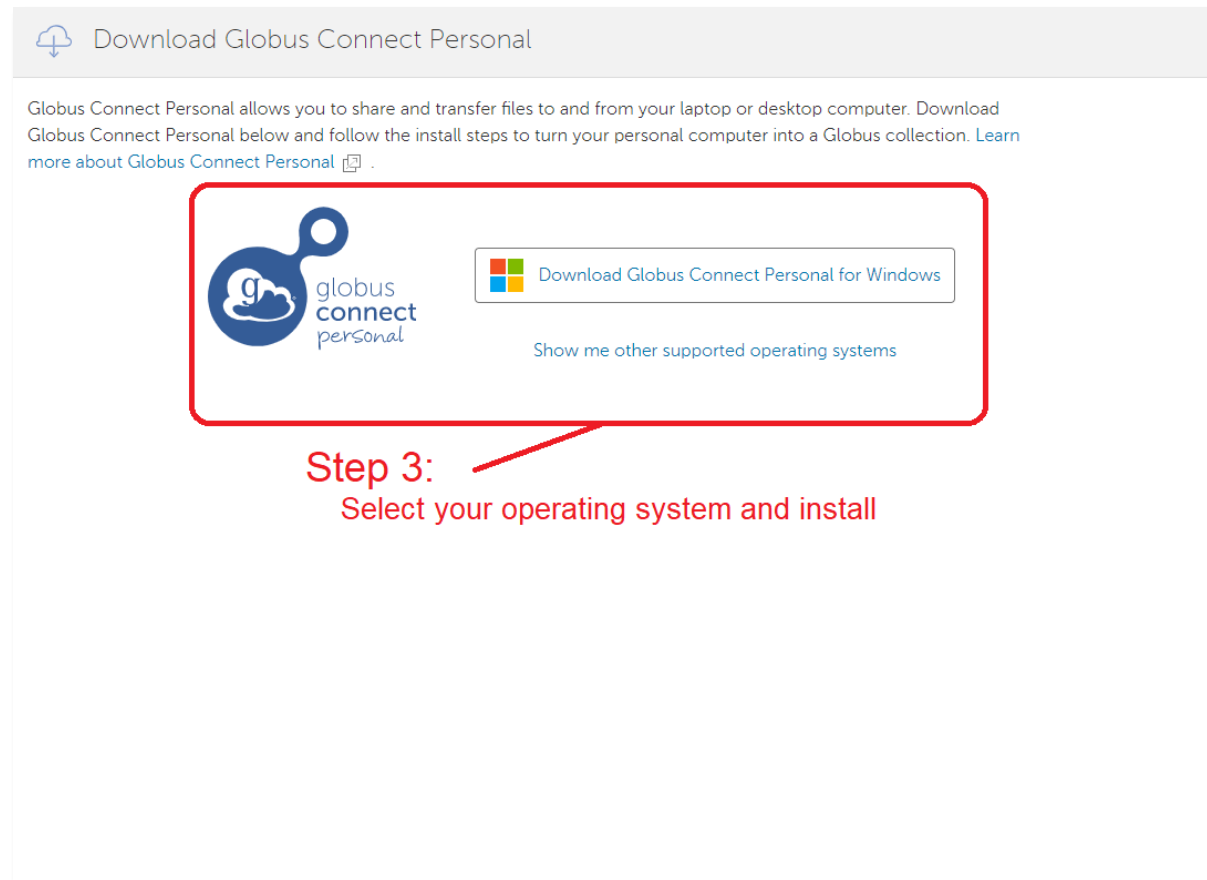 Download Globus Connect Personal
Globus Connect Personal allows you to share and transfer files to and from your laptop or desktop computer. Download
Globus Connect Personal below and follow the install steps to turn your personal computer into a Globus collection. Learn
more about Globus Connect Personal .
g
globus
connect
personal
Download Globus Connect Personal for Windows
Show me other supported operating systems
Step 3:
Select your operating system and install